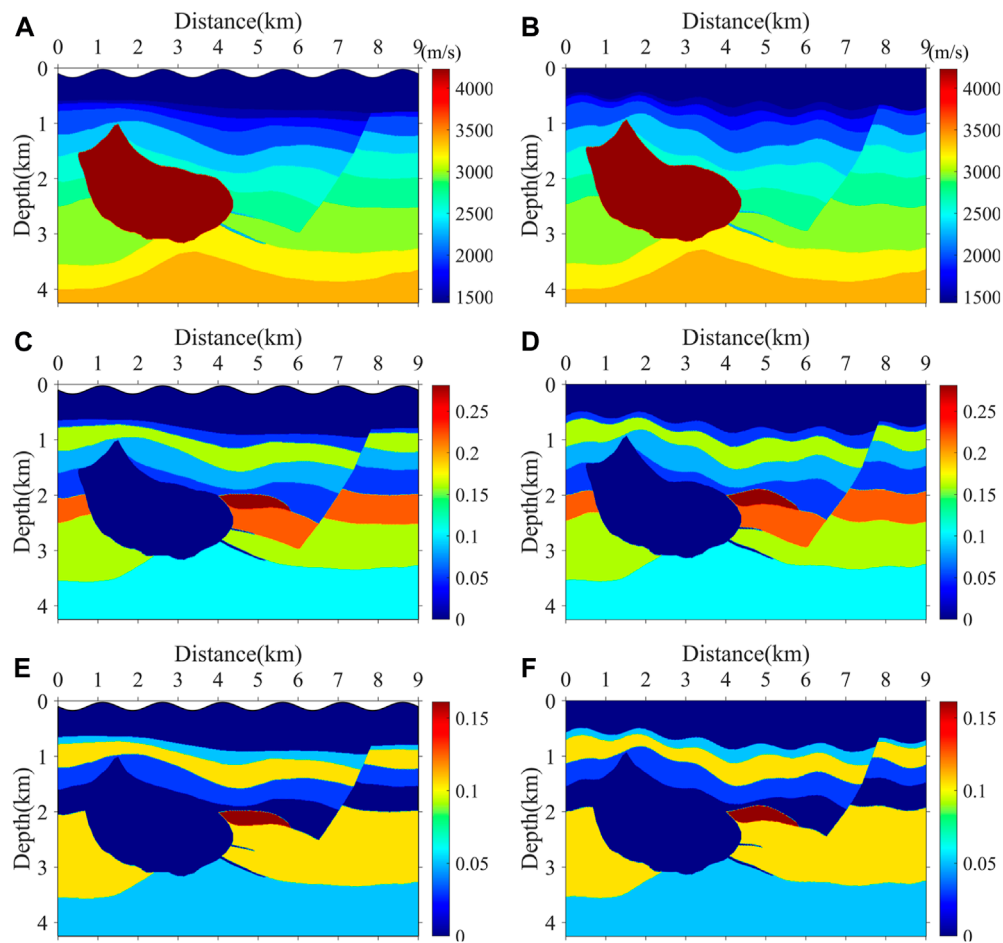 A Distance(km) B Distance(km)
0 1 2 3 4 5 6 7 8 9 (m/s) 0 1 2 3 4 5 6 7 8 9 (m/s)
0 4000 0 4000
1 3500 1 3500
Depth(km) 2 3000 Depth(km) 2 3000
2500 2500
3 2000 3 2000
4 1500 4 1500
C Distance(km) D Distance(km)
0 1 2 3 4 5 6 7 8 9 0 1 2 3 4 5 6 7 8 9
0 0.25 0 0.25
1 0.2 1 0.2
Depth(km) 2 0.15 Depth(km) 2 0.15
3 0.1 3 0.1
0.05 0.05
4 0 4 0
E Distance(km) F Distance(km)
0 1 2 3 4 5 6 7 8 9 0 1 2 3 4 5 6 7 8 9
0 0.15 0 0.15
1 1
Depth(km) 2 0.1 Depth(km) 2 0.1
3 0.05 3 0.05
4 0 4 0